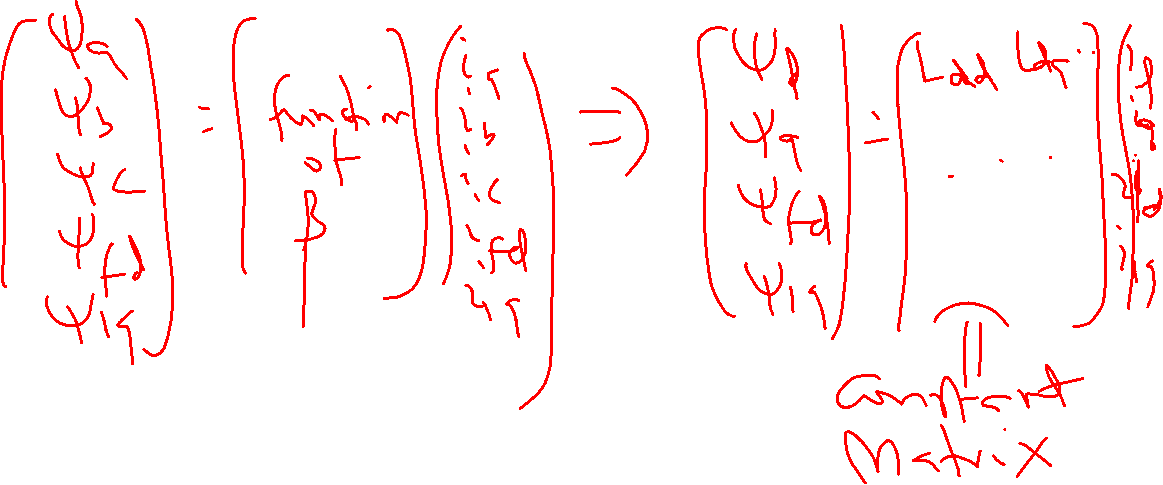 Ψa ia Ψd Ldd Ldq id
Ψb function ib Ψq iq
Ψc = of ic ⇒ = . . .
Ψfd β ifd Ψfd ifd
Ψ1q i1q Ψ1q i1q
constant
Matrix